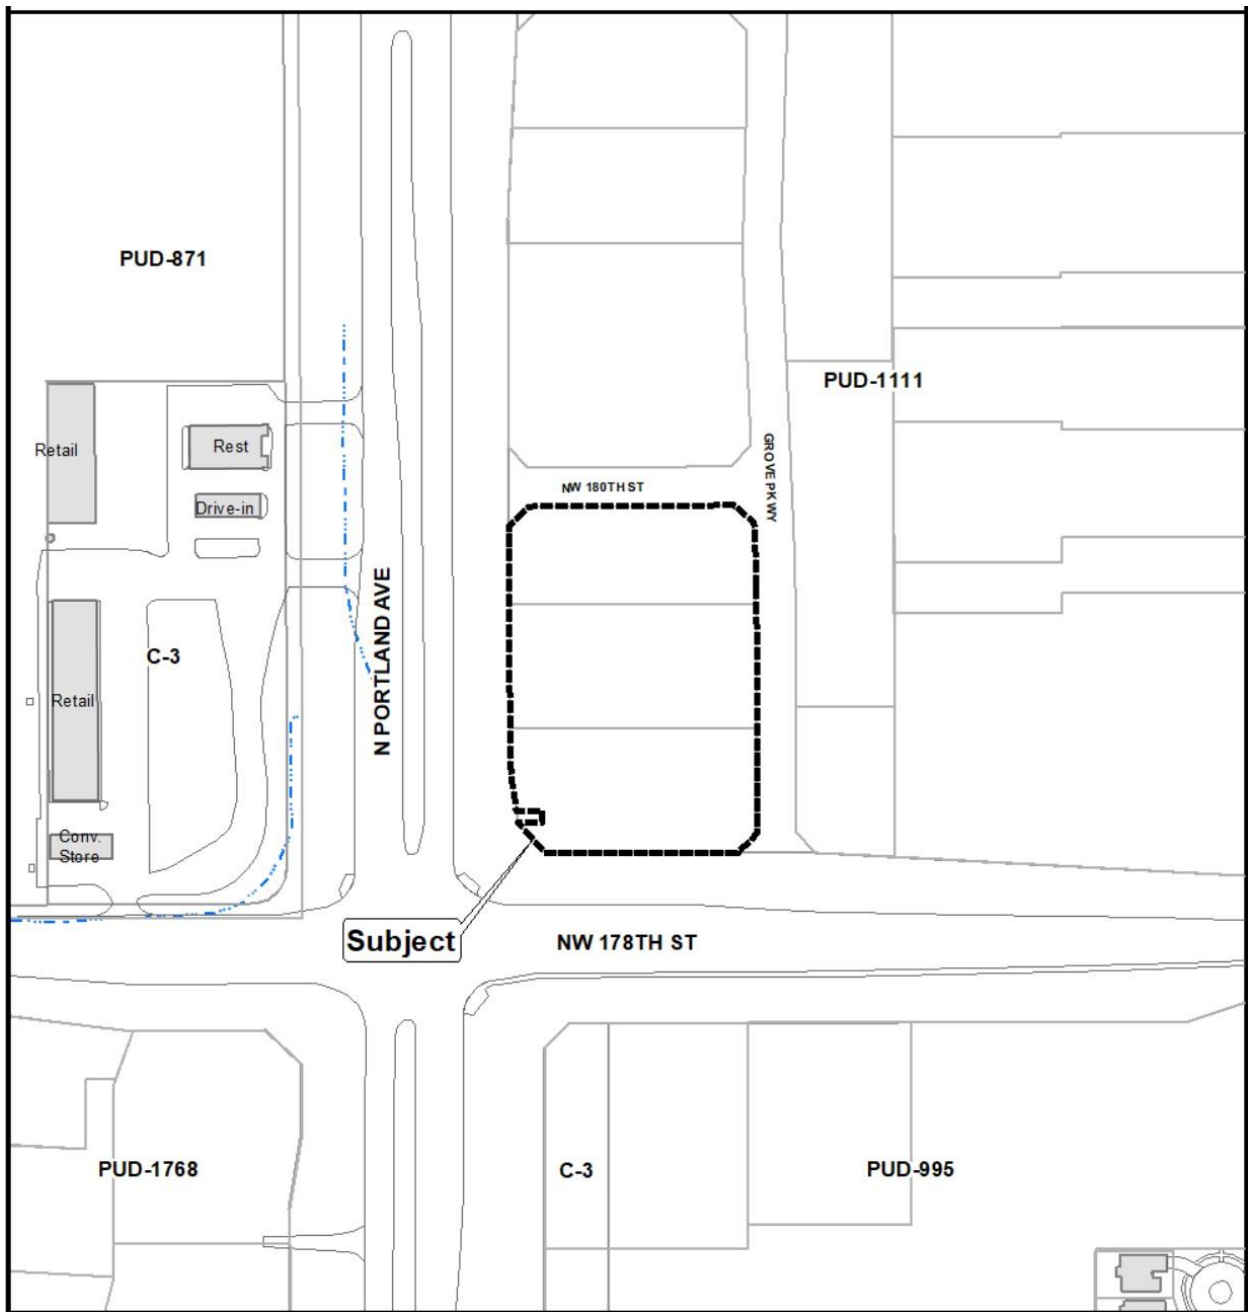 PUD-871
PUD-1111
Retail
Rest
Drive-in
NW 180TH ST
GROVE PKWY
N PORTLAND AVE
C-3
Retail
Conv.
Store
Subject
NW 178TH ST
PUD-1768
C-3
PUD-995